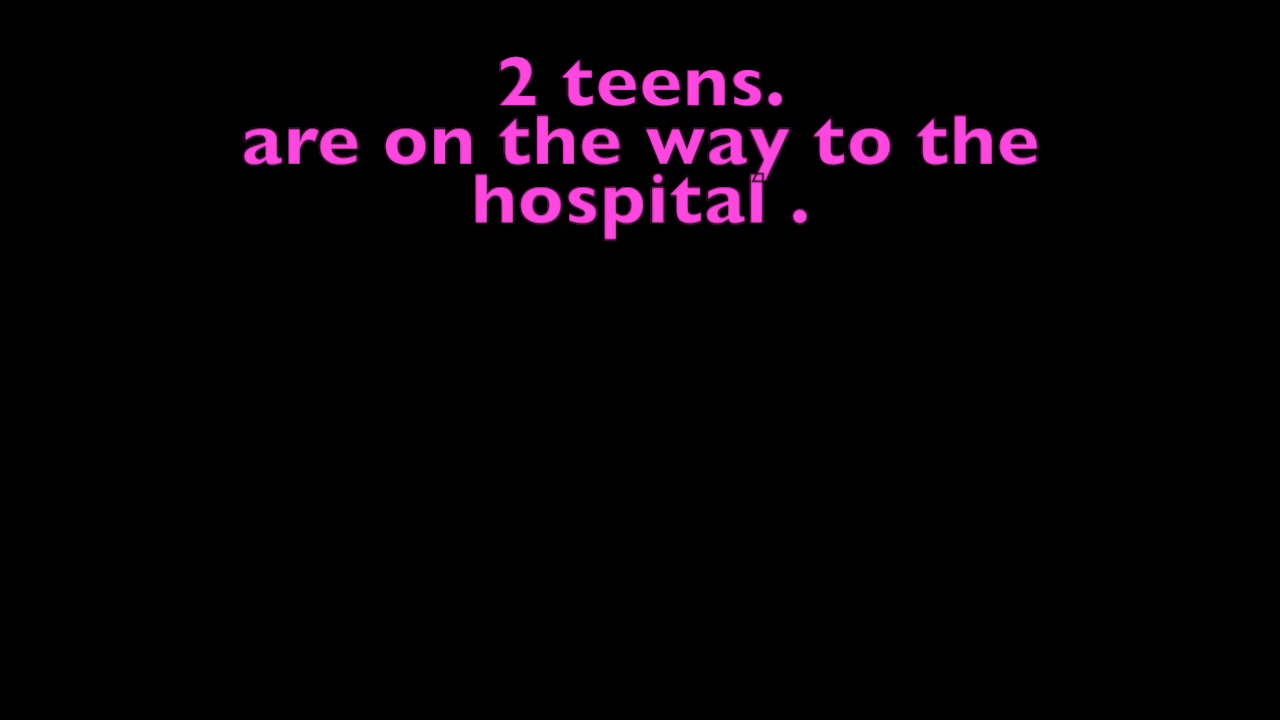 2 teens.
are on the way to the
hospital .